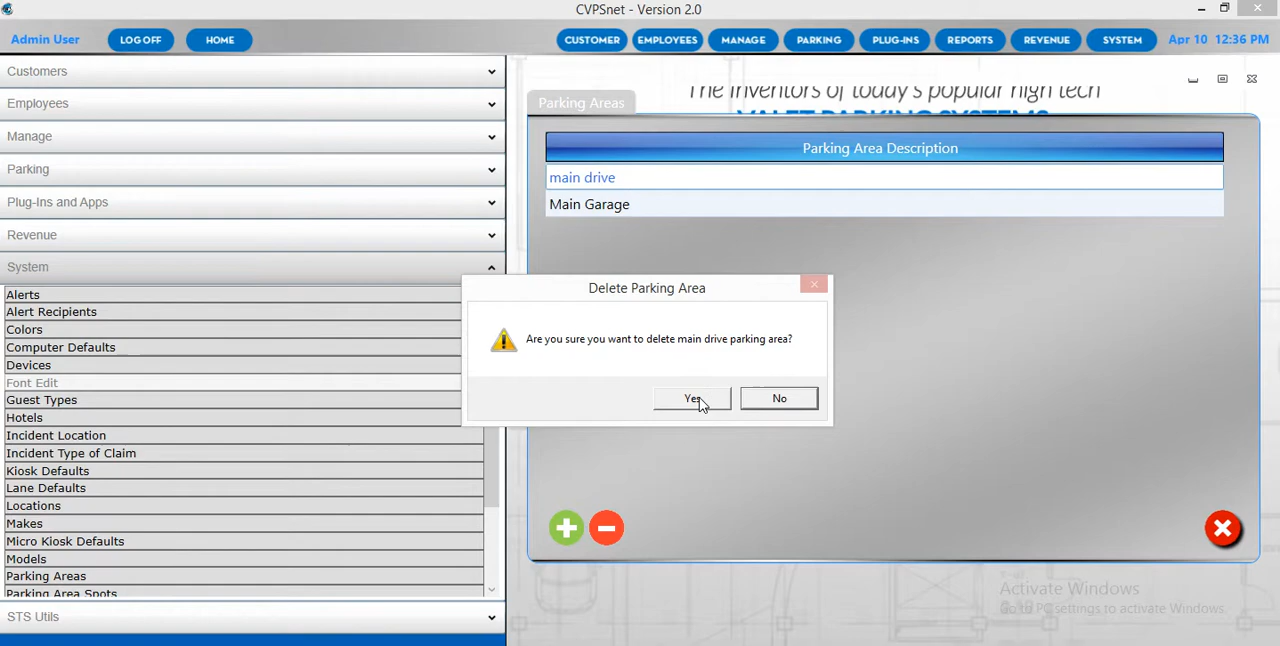 CVPSnet - Version 2.0
Admin User
LOG OFF
HOME
CUSTOMER
EMPLOYEES
MANAGE
PARKING
PLUG-INS
REPORTS
REVENUE
SYSTEM
Apr 10 12:36 PM
Customers
Employees
Manage
Parking
Plug-Ins and Apps
Revenue
System
Alerts
Alert Recipients
Colors
Computer Defaults
Devices
Font Edit
Guest Types
Hotels
Incident Location
Incident Type of Claim
Kiosk Defaults
Lane Defaults
Locations
Makes
Micro Kiosk Defaults
Models
Parking Areas
Parking Area Spots
STS Utils
The inventors of today's popular high tech
VALET PARKING SYSTEMS
Parking Areas
Parking Area Description
main drive
Main Garage
Delete Parking Area
Are you sure you want to delete main drive parking area?
Yes
No
Activate Windows
Go to PC settings to activate Windows.